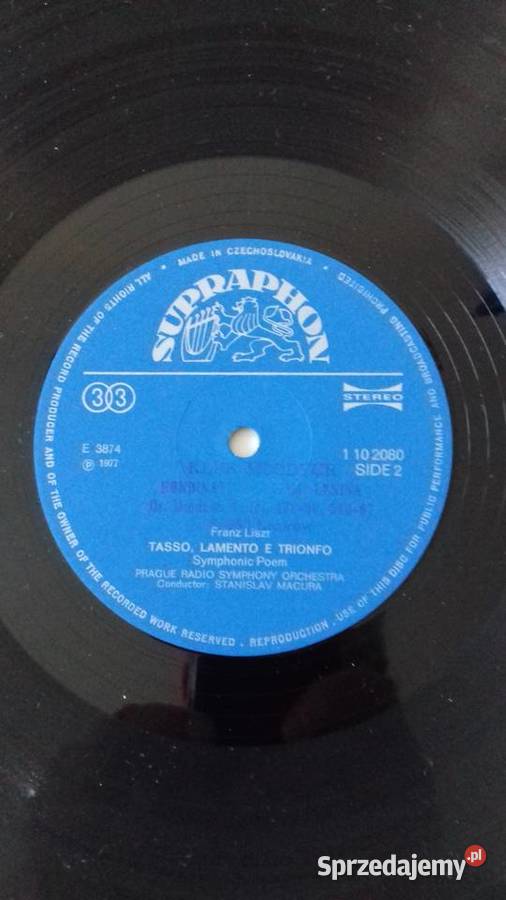 MADE IN CZECHOSLOVAKIA
ALL RIGHTS OF THE RECORD PRODUCER AND OF THE OWNER OF THE RECORDED WORK RESERVED . REPRODUCTION . USE OF THIS DISC FOR PUBLIC PERFORMANCE AND BROADCASTING PROHIBITED
SUPRAPHON
33
STEREO
E 3874
℗ 1977
1 10 2080
SIDE 2
Franz Liszt
TASSO, LAMENTO E TRIONFO
Symphonic Poem
PRAGUE RADIO SYMPHONY ORCHESTRA
Conductor: STANISLAV MACURA
Sprzedajemy.pl